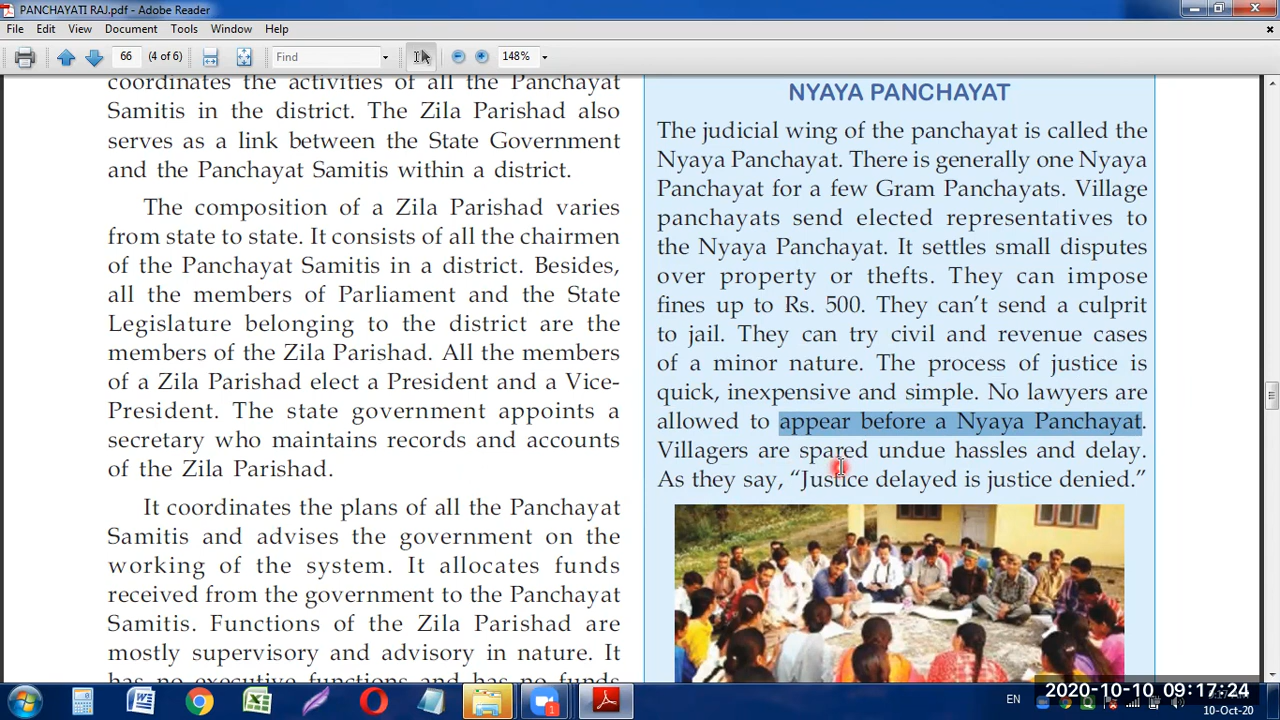 PANCHAYATI RAJ.pdf - Adobe Reader
File Edit View Document Tools Window Help
66 (4 of 6) Find 148%
coordinates the activities of all the Panchayat
Samitis in the district. The Zila Parishad also
serves as a link between the State Government
and the Panchayat Samitis within a district.
The composition of a Zila Parishad varies
from state to state. It consists of all the chairmen
of the Panchayat Samitis in a district. Besides,
all the members of Parliament and the State
Legislature belonging to the district are the
members of the Zila Parishad. All the members
of a Zila Parishad elect a President and a Vice-
President. The state government appoints a
secretary who maintains records and accounts
of the Zila Parishad.
It coordinates the plans of all the Panchayat
Samitis and advises the government on the
working of the system. It allocates funds
received from the government to the Panchayat
Samitis. Functions of the Zila Parishad are
mostly supervisory and advisory in nature. It
has no executive functions and has no funds
NYAYA PANCHAYAT
The judicial wing of the panchayat is called the
Nyaya Panchayat. There is generally one Nyaya
Panchayat for a few Gram Panchayats. Village
panchayats send elected representatives to
the Nyaya Panchayat. It settles small disputes
over property or thefts. They can impose
fines up to Rs. 500. They can't send a culprit
to jail. They can try civil and revenue cases
of a minor nature. The process of justice is
quick, inexpensive and simple. No lawyers are
allowed to appear before a Nyaya Panchayat.
Villagers are spared undue hassles and delay.
As they say, “Justice delayed is justice denied.”
EN
2020-10-10 09:17:24
10-Oct-20